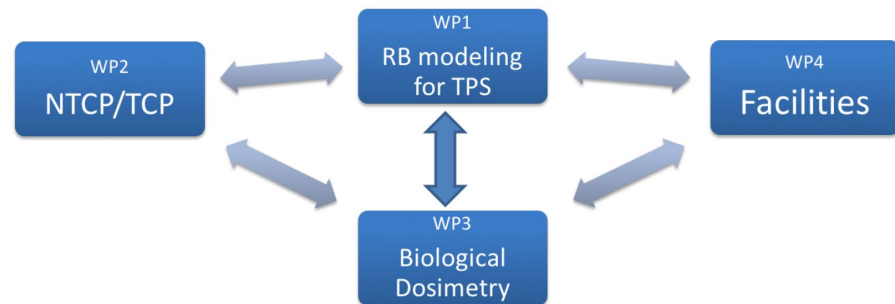 WP1
RB modeling
for TPS
WP2
NTCP/TCP
WP4
Facilities
WP3
Biological
Dosimetry